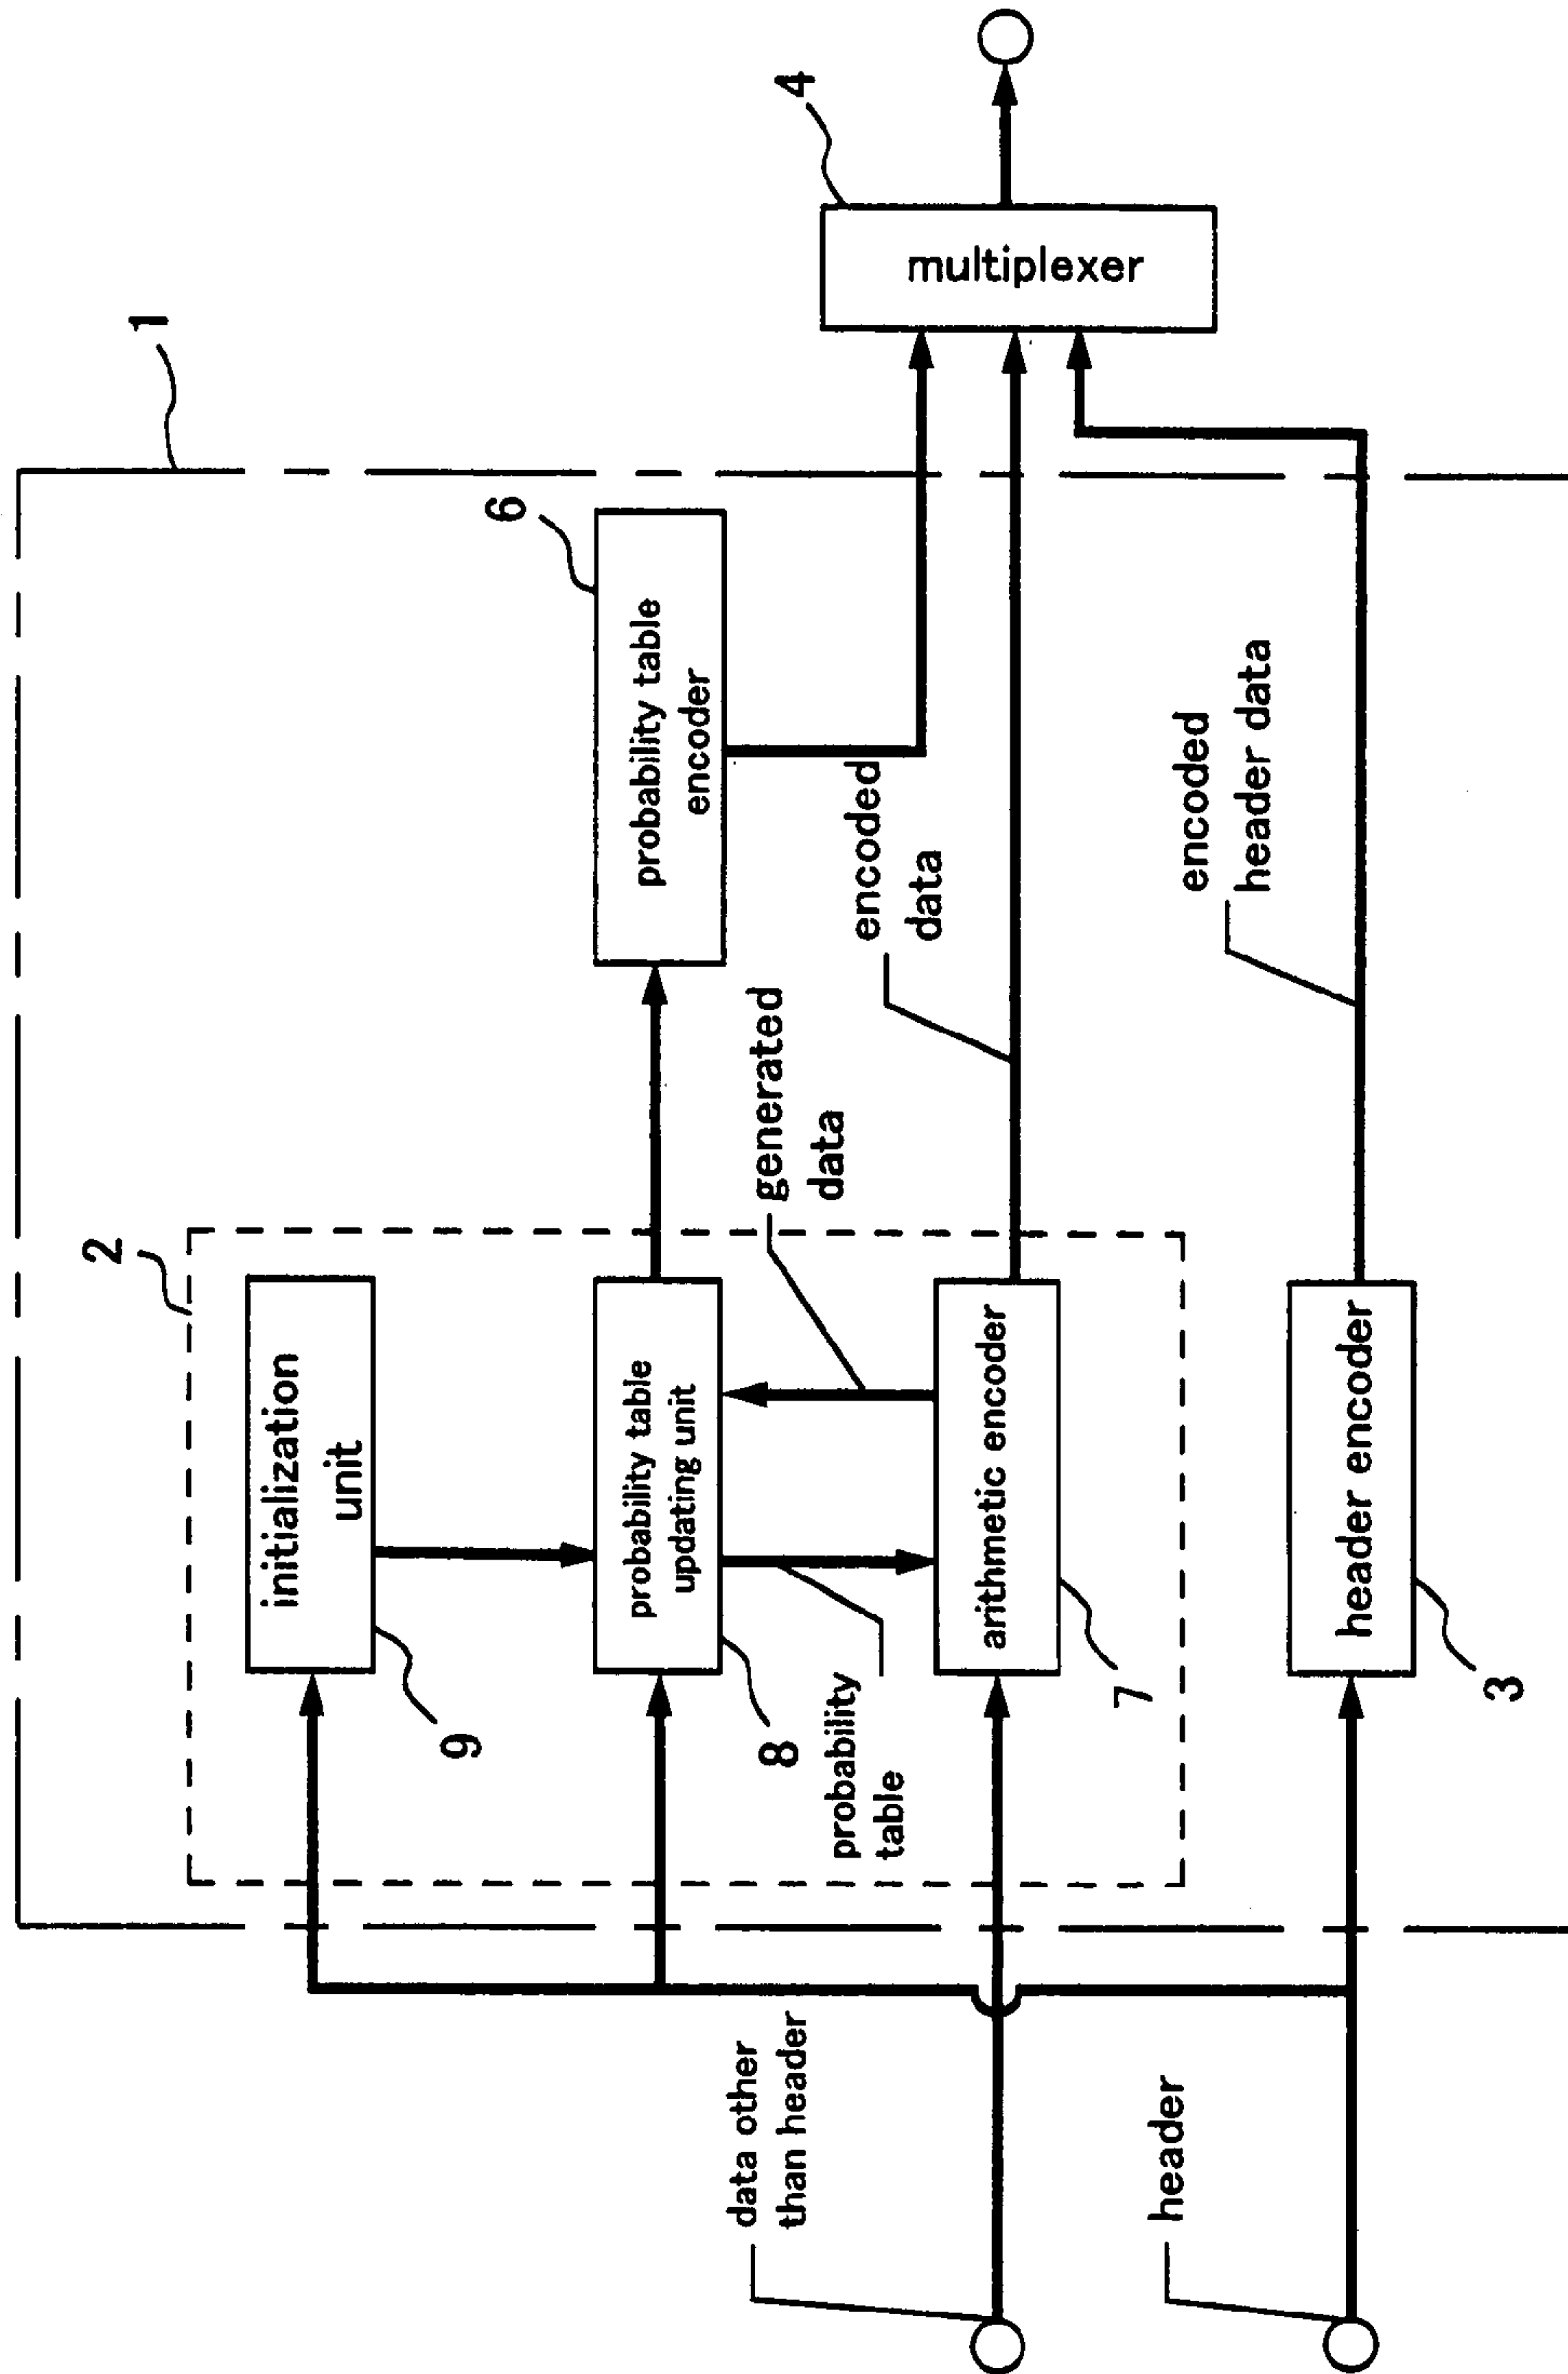 1
2
initialization
unit
9
probability table
updating unit
8
probability
table
generated
data
arithmetic encoder
7
probability table
encoder
6
encoded
data
header encoder
3
encoded
header data
multiplexer
4
data other
than header
header